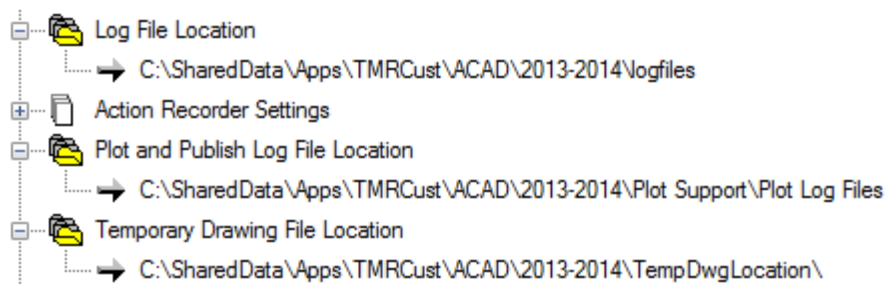 Log File Location
C:\SharedData\Apps\TMRCust\ACAD\2013-2014\logfiles
Action Recorder Settings
Plot and Publish Log File Location
C:\SharedData\Apps\TMRCust\ACAD\2013-2014\Plot Support\Plot Log Files
Temporary Drawing File Location
C:\SharedData\Apps\TMRCust\ACAD\2013-2014\TempDwgLocation\